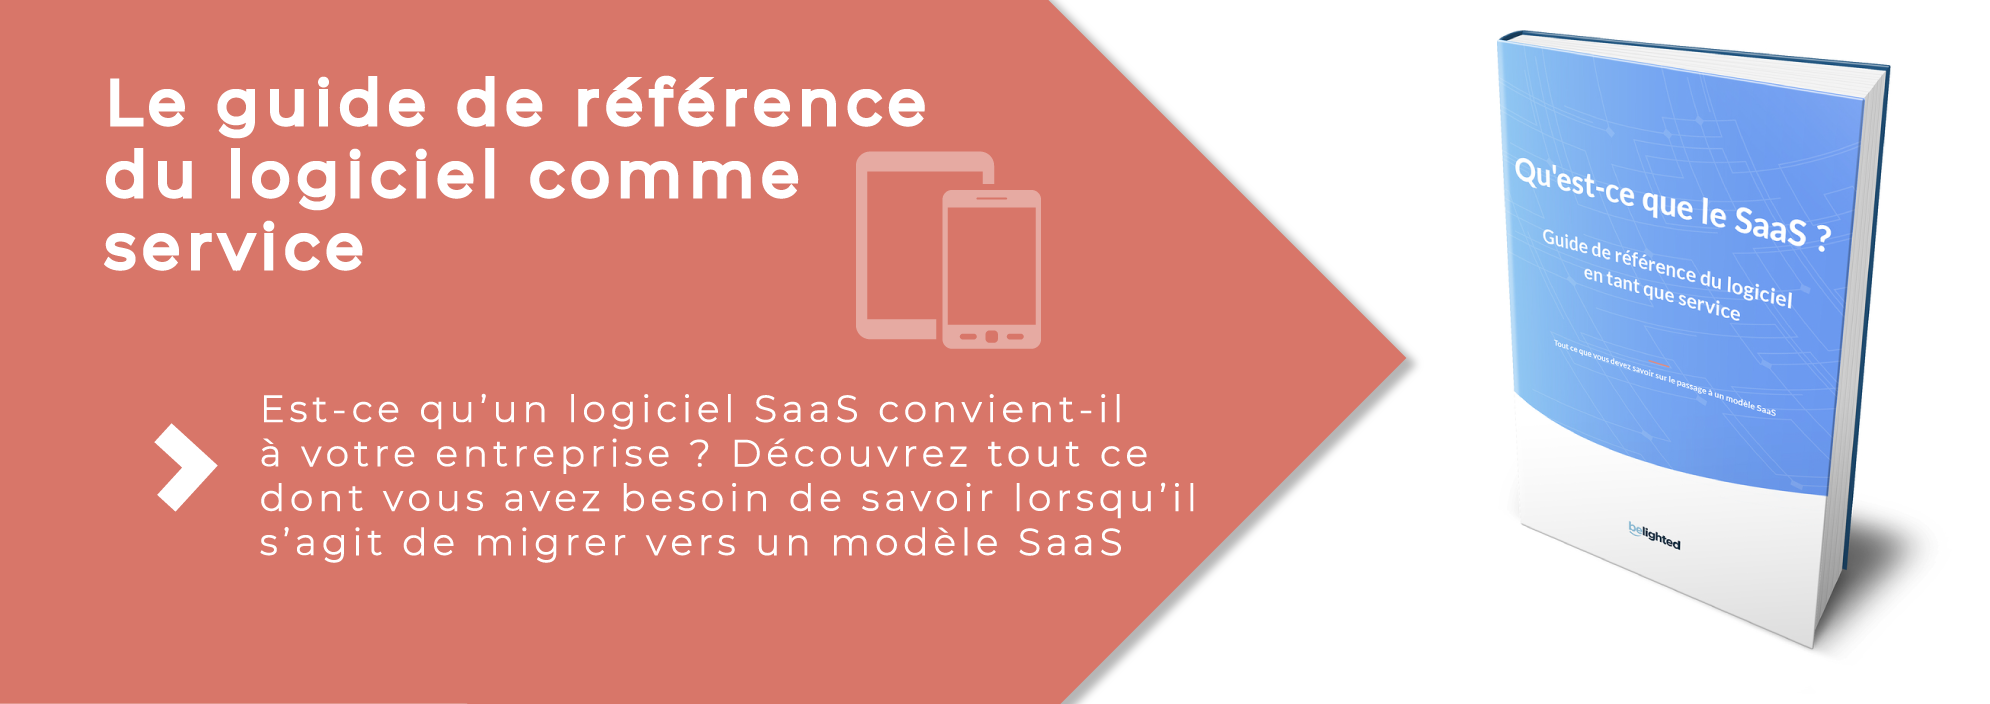 Le guide de référence
du logiciel comme
service
Est-ce qu’un logiciel SaaS convient-il
à votre entreprise ? Découvrez tout ce
dont vous avez besoin de savoir lorsqu’il
s’agit de migrer vers un modèle SaaS
Qu'est-ce que le SaaS ?
Guide de référence du logiciel
en tant que service
Tout ce que vous devez savoir sur le passage à un modèle SaaS
belighted